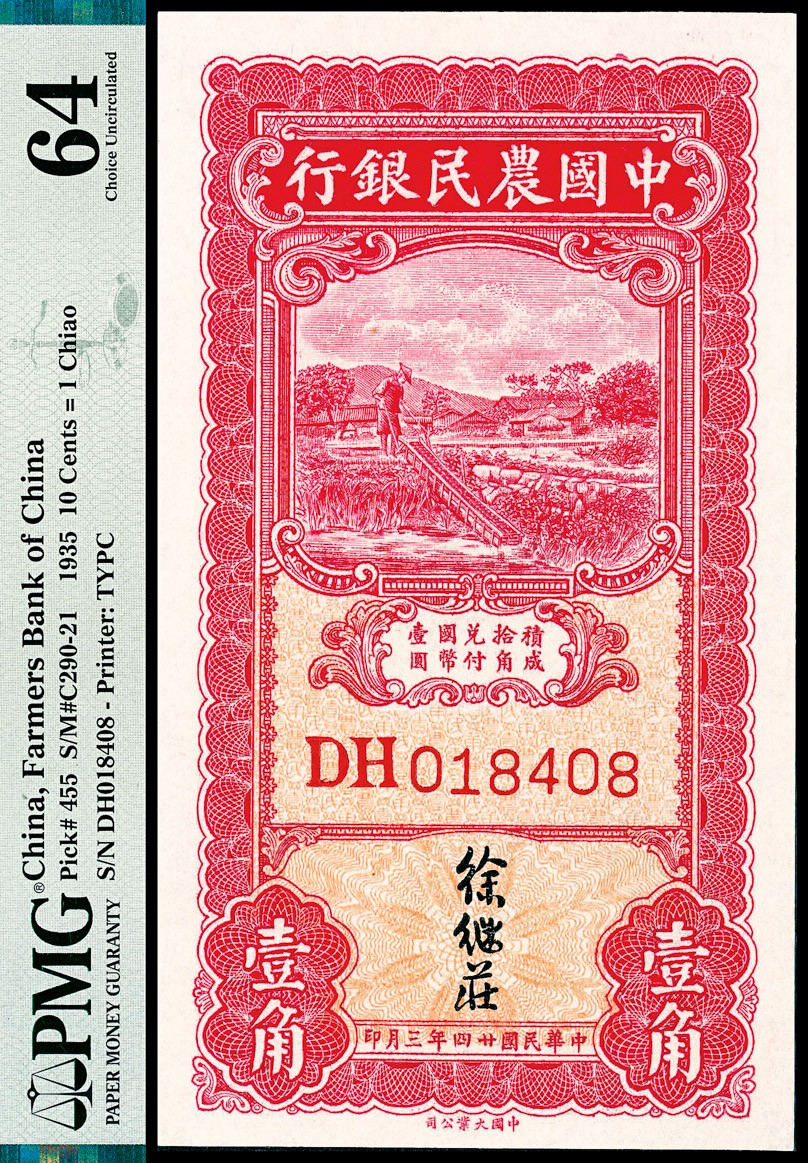 PMG®
PAPER MONEY GUARANTY
China, Farmers Bank of China
Pick# 455 S/M#C290-21 1935 10 Cents = 1 Chiao
S/N DH018408 - Printer: TYPC
64
Choice Uncirculated
中國農民銀行
積成
拾角
兌付
國幣
壹圓
DH018408
徐繼莊
壹角
壹角
中華民國廿四年三月印
中國大業公司